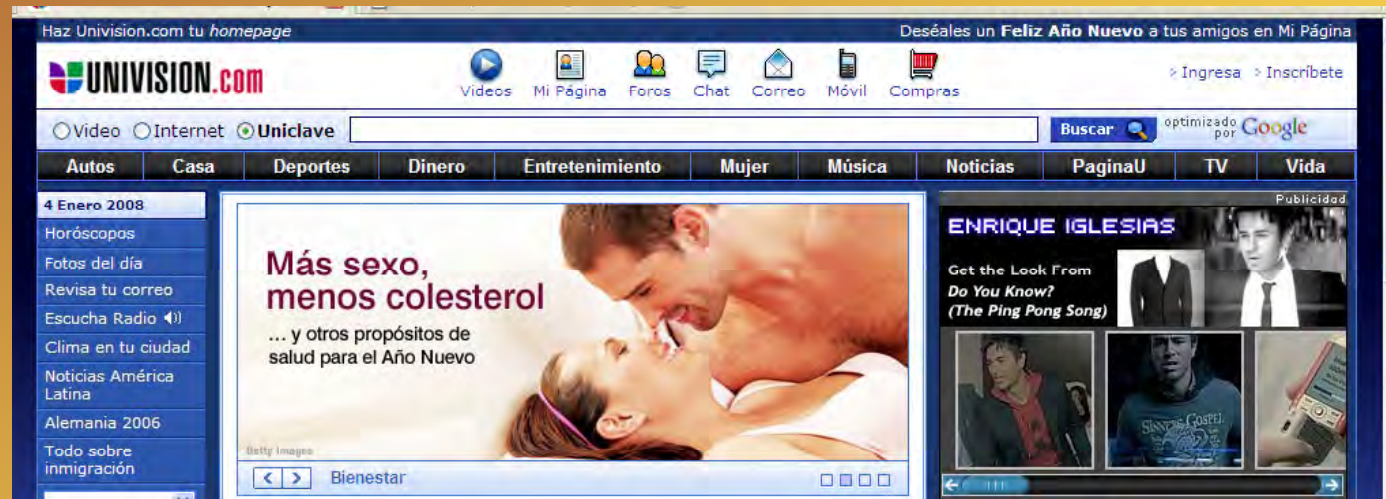 Haz Univision.com tu homepage
Deséales un Feliz Año Nuevo a tus amigos en Mi Página
UNIVISION.com
Videos Mi Página Foros Chat Correo Móvil Compras
> Ingresa > Inscríbete
Video Internet Uniclave
Buscar
optimizado por Google
Autos Casa Deportes Dinero Entretenimiento Mujer Música Noticias PaginaU TV Vida
4 Enero 2008
Horóscopos
Fotos del día
Revisa tu correo
Escucha Radio
Clima en tu ciudad
Noticias América
Latina
Alemania 2006
Todo sobre
inmigración
Más sexo,
menos colesterol
... y otros propósitos de
salud para el Año Nuevo
Getty Images
< > Bienestar
Publicidad
ENRIQUE IGLESIAS
Get the Look From
Do You Know?
(The Ping Pong Song)
SINNERS GOSPEL